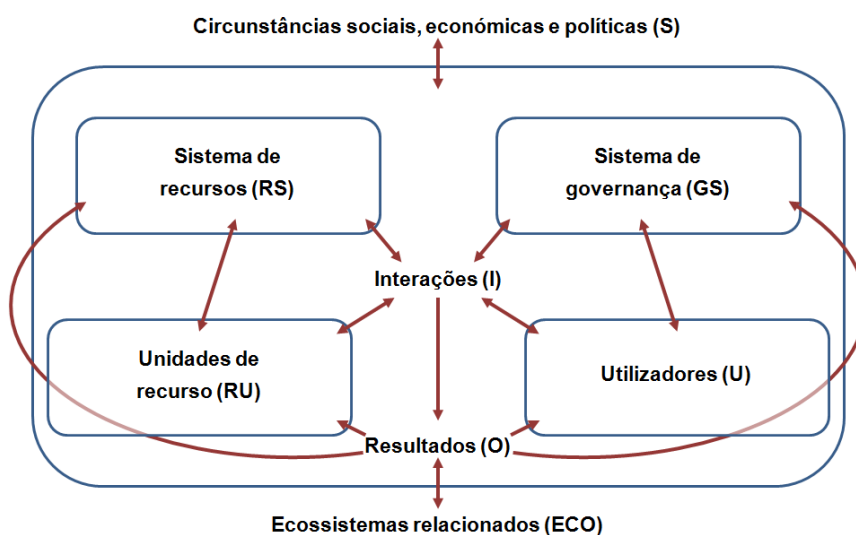 Circunstâncias sociais, económicas e políticas (S)
Sistema de
recursos (RS)
Sistema de
governança (GS)
Interações (I)
Unidades de
recurso (RU)
Utilizadores (U)
Resultados (O)
Ecossistemas relacionados (ECO)